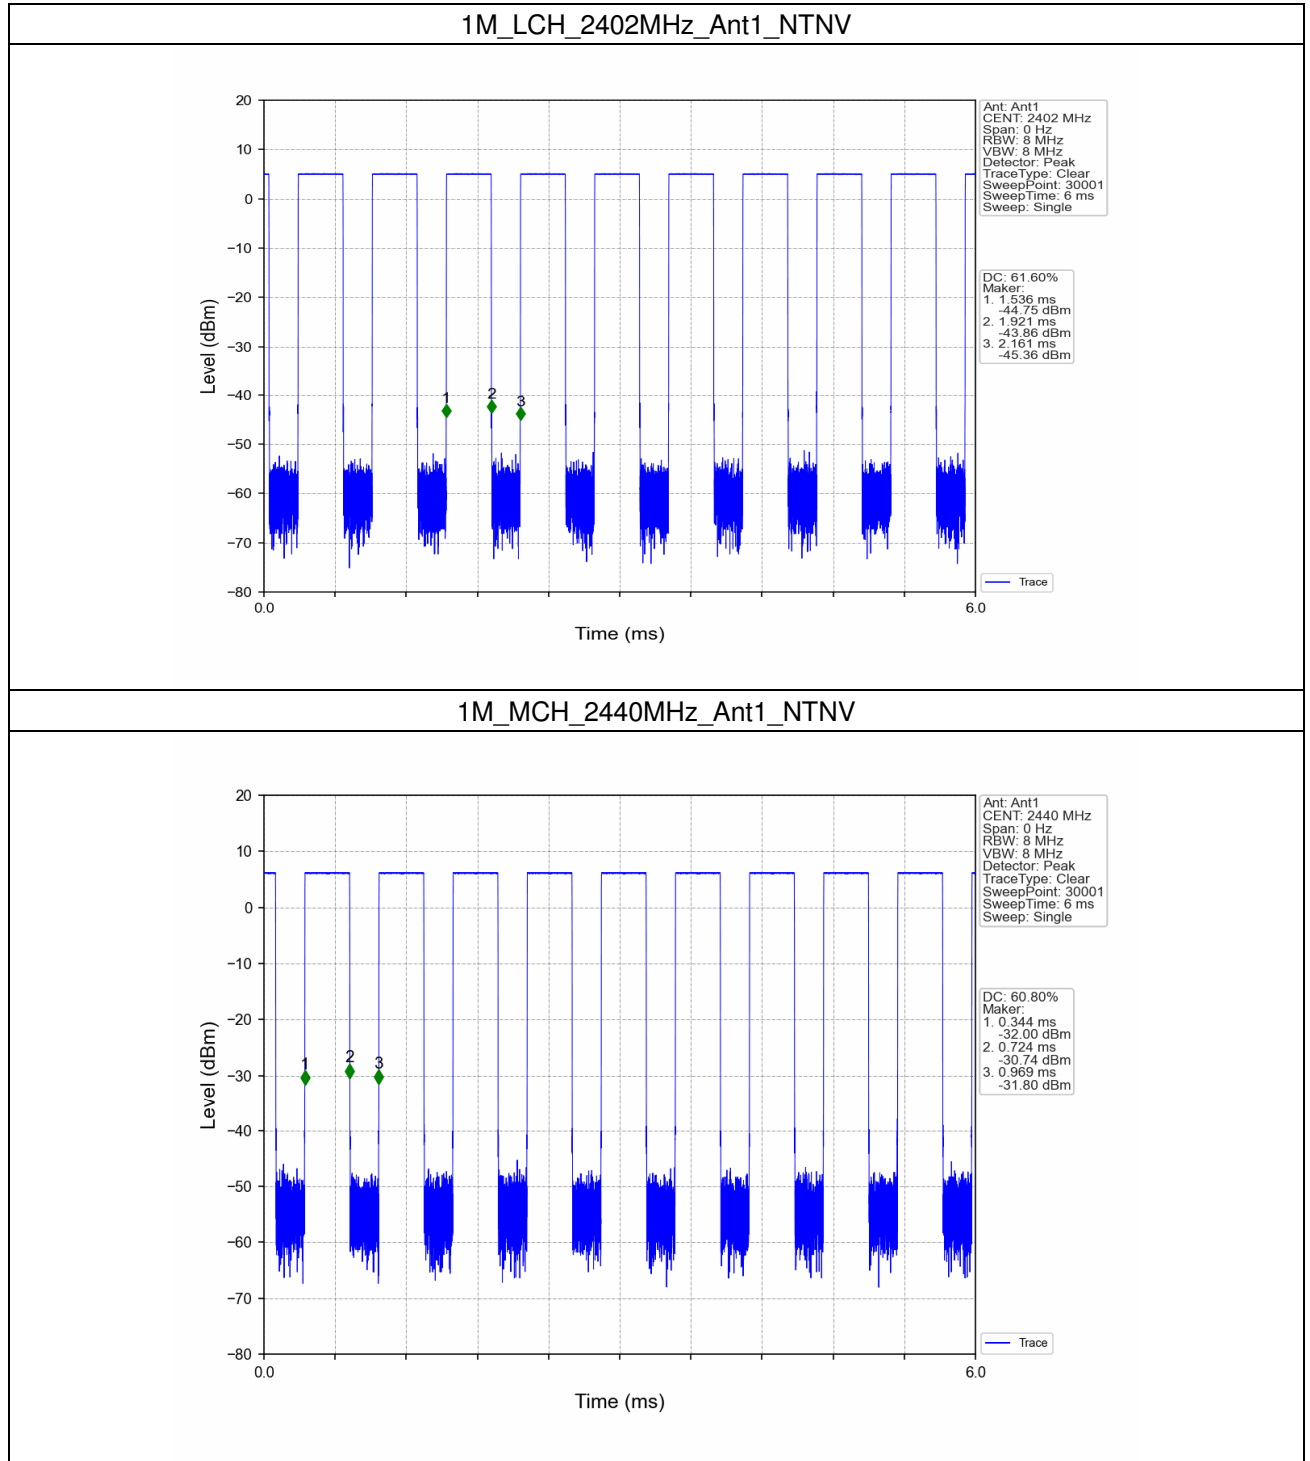 1M_LCH_2402MHz_Ant1_NTNV
20
10
0
−10
−20
−30
−40
−50
−60
−70
−80
Level (dBm)
1
2
3
0.0
6.0
Time (ms)
Ant: Ant1
CENT: 2402 MHz
Span: 0 Hz
RBW: 8 MHz
VBW: 8 MHz
Detector: Peak
TraceType: Clear
SweepPoint: 30001
SweepTime: 6 ms
Sweep: Single
DC: 61.60%
Maker:
1. 1.536 ms
-44.75 dBm
2. 1.921 ms
-43.86 dBm
3. 2.161 ms
-45.36 dBm
Trace
1M_MCH_2440MHz_Ant1_NTNV
20
10
0
−10
−20
−30
−40
−50
−60
−70
−80
Level (dBm)
1
2
3
0.0
6.0
Time (ms)
Ant: Ant1
CENT: 2440 MHz
Span: 0 Hz
RBW: 8 MHz
VBW: 8 MHz
Detector: Peak
TraceType: Clear
SweepPoint: 30001
SweepTime: 6 ms
Sweep: Single
DC: 60.80%
Maker:
1. 0.344 ms
-32.00 dBm
2. 0.724 ms
-30.74 dBm
3. 0.969 ms
-31.80 dBm
Trace